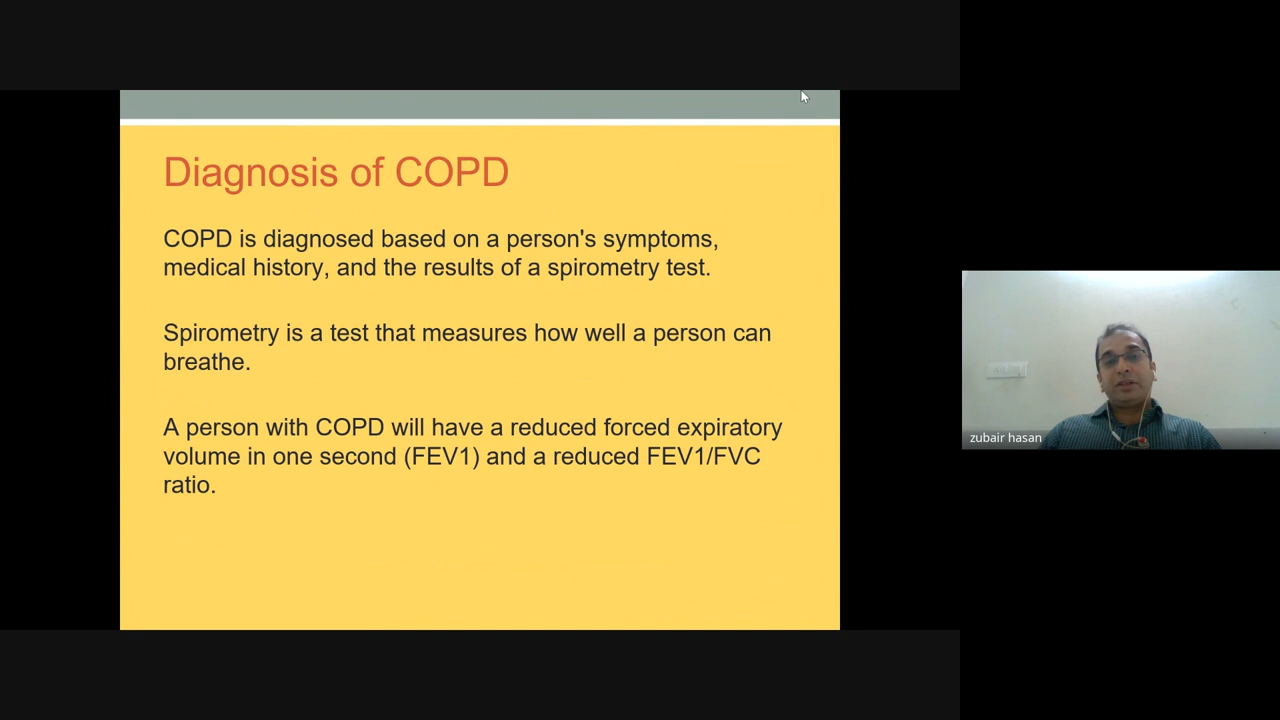 Diagnosis of COPD
COPD is diagnosed based on a person's symptoms,
medical history, and the results of a spirometry test.
Spirometry is a test that measures how well a person can
breathe.
A person with COPD will have a reduced forced expiratory
volume in one second (FEV1) and a reduced FEV1/FVC
ratio.
zubair hasan